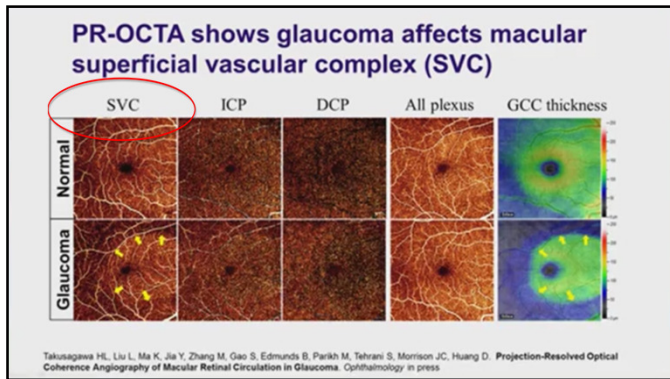 PR-OCTA shows glaucoma affects macular
superficial vascular complex (SVC)
SVC ICP DCP All plexus GCC thickness
Normal
Glaucoma
Takusagawa HL, Liu L, Ma K, Jia Y, Zhang M, Gao S, Edmunds B, Parikh M, Tehrani S, Morrison JC, Huang D. Projection-Resolved Optical
Coherence Angiography of Macular Retinal Circulation in Glaucoma. Ophthalmology in press